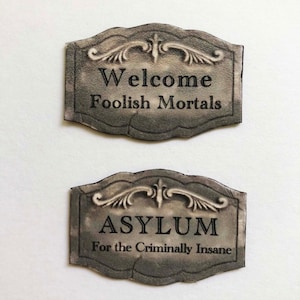 Welcome
Foolish Mortals
ASYLUM
For the Criminally Insane